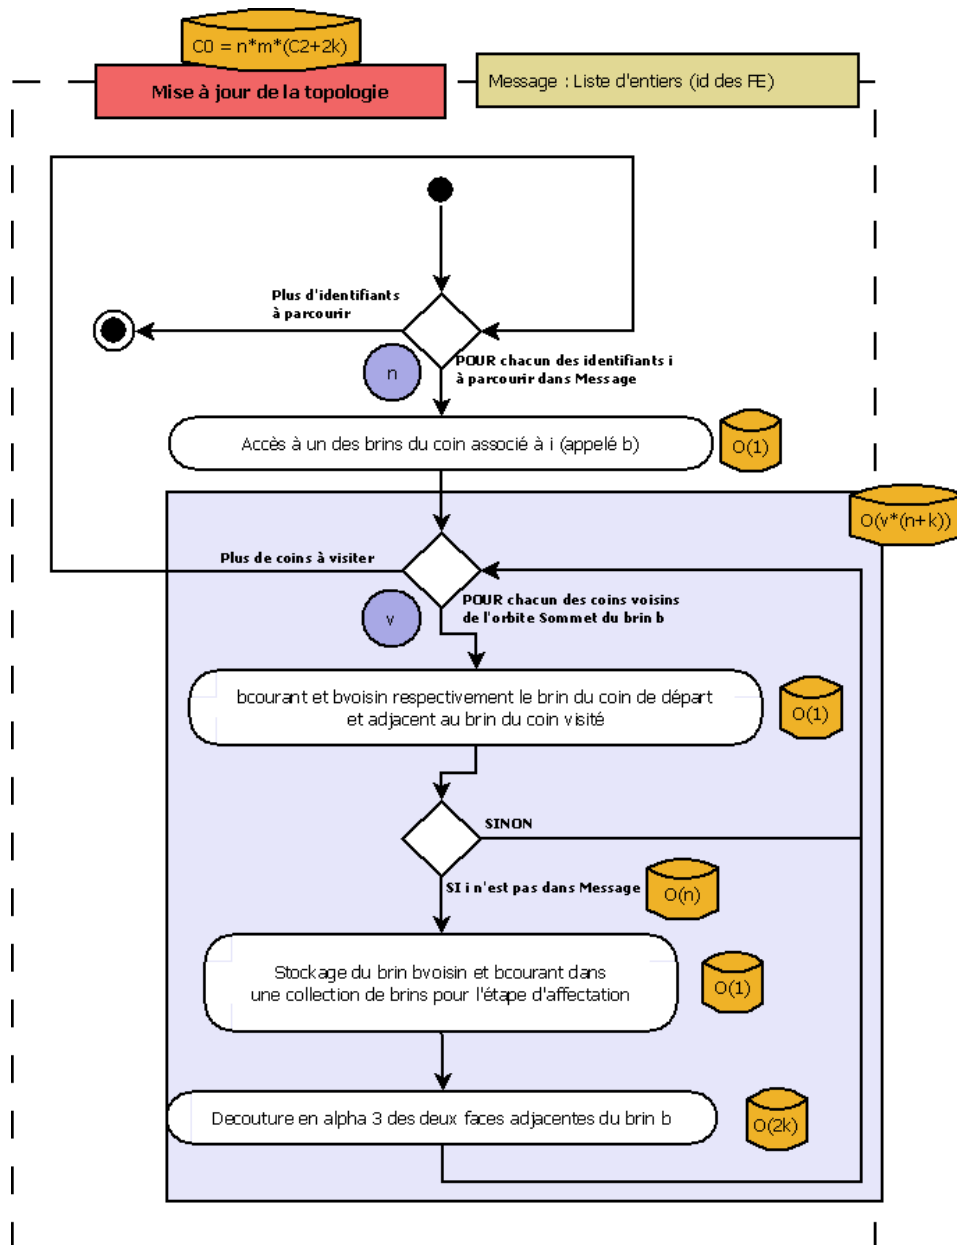 C0 = n*m*(C2+2k)
Mise à jour de la topologie
Message : Liste d'entiers (id des FE)
Plus d'identifiants
à parcourir
POUR chacun des identifiants i
à parcourir dans Message
n
Accès à un des brins du coin associé à i (appelé b)
O(1)
O(v*(n+k))
Plus de coins à visiter
POUR chacun des coins voisins
de l'orbite Sommet du brin b
v
bcourant et bvoisin respectivement le brin du coin de départ
et adjacent au brin du coin visité
O(1)
SINON
SI i n'est pas dans Message
O(n)
Stockage du brin bvoisin et bcourant dans
une collection de brins pour l'étape d'affectation
O(1)
Decouture en alpha 3 des deux faces adjacentes du brin b
O(2k)